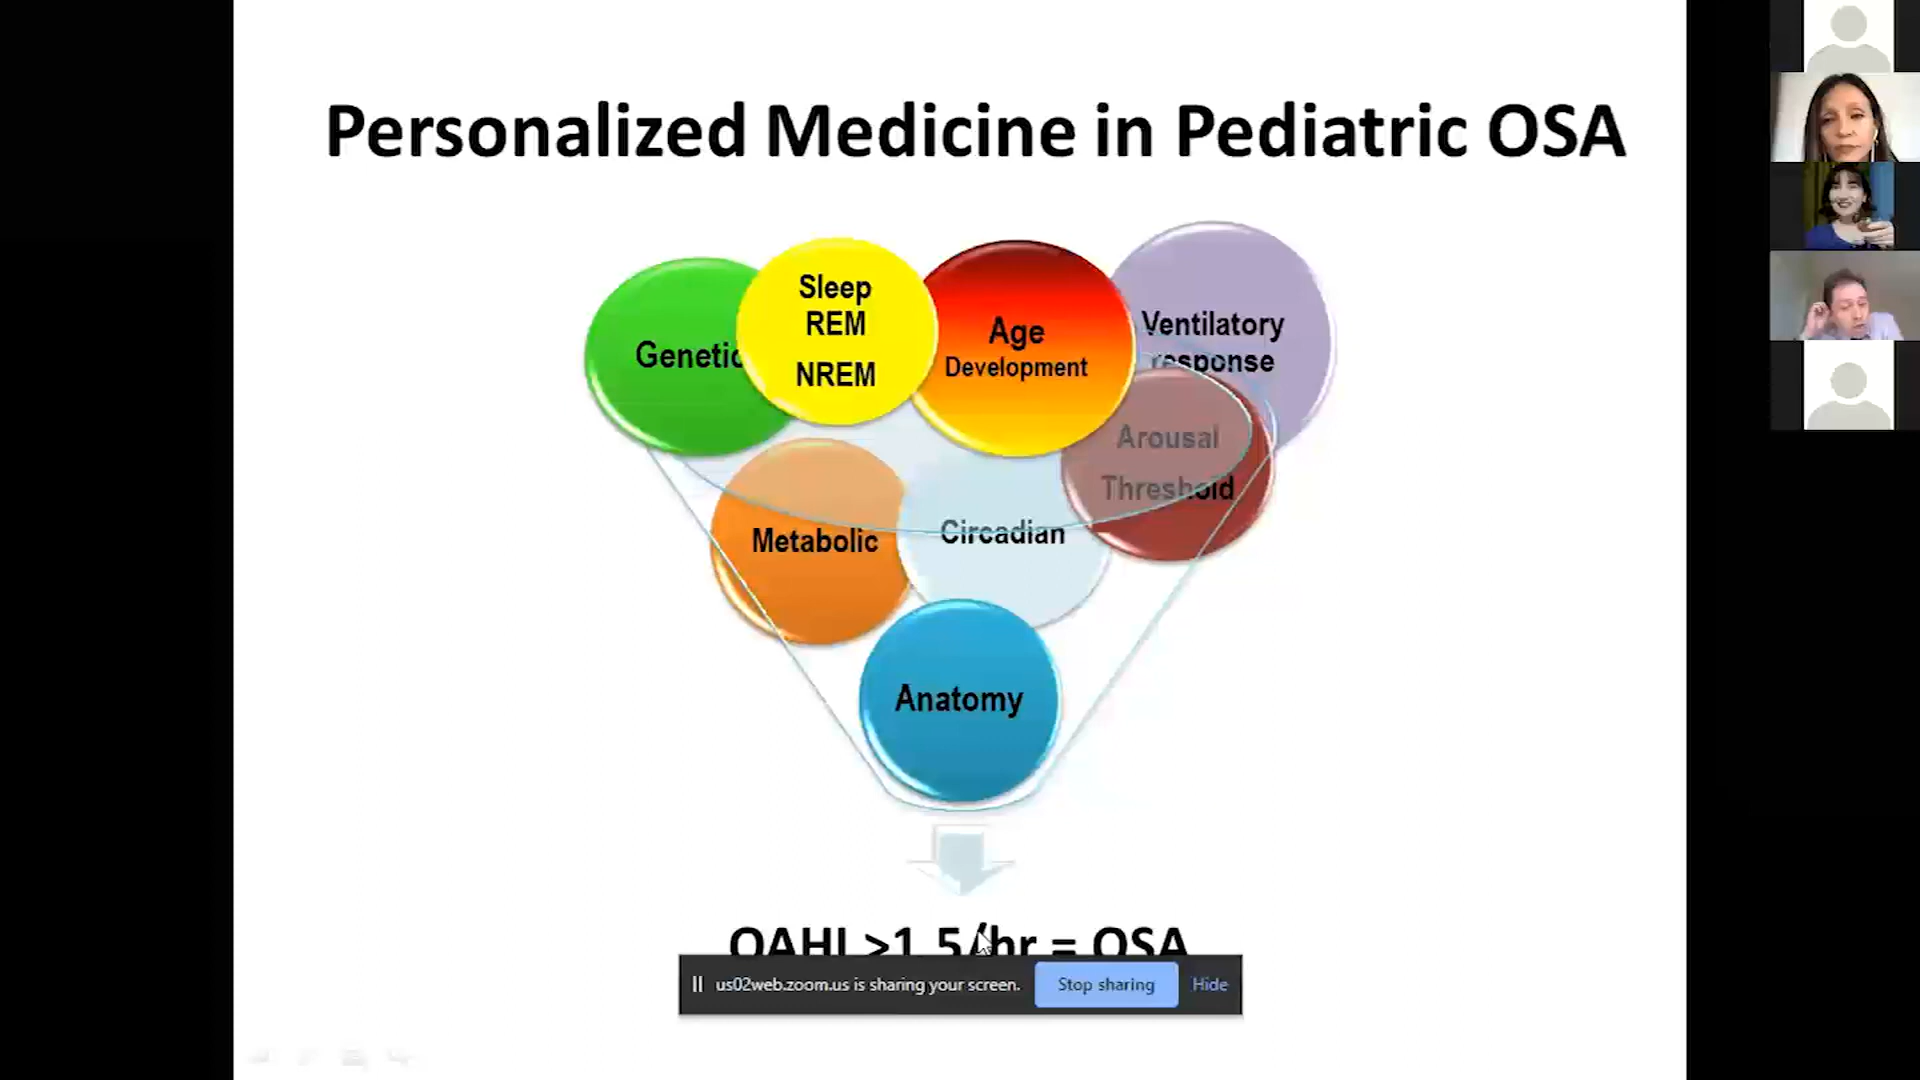 Personalized Medicine in Pediatric OSA
Genetic
Sleep
REM
NREM
Age
Development
Ventilatory
response
Arousal
Threshold
Metabolic
Circadian
Anatomy
OAHI >1.5/hr = OSA
us02web.zoom.us is sharing your screen.
Stop sharing
Hide